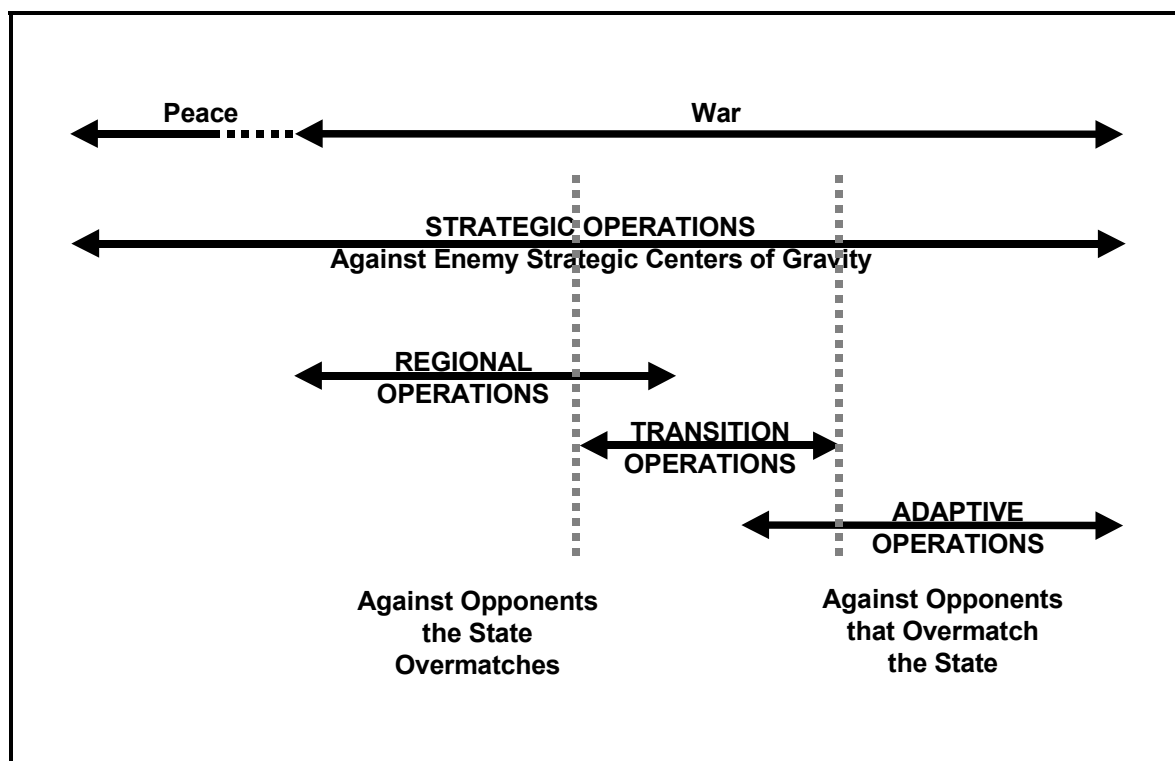 Peace
War
STRATEGIC OPERATIONS
Against Enemy Strategic Centers of Gravity
REGIONAL
OPERATIONS
TRANSITION
OPERATIONS
ADAPTIVE
OPERATIONS
Against Opponents
the State
Overmatches
Against Opponents
that Overmatch
the State